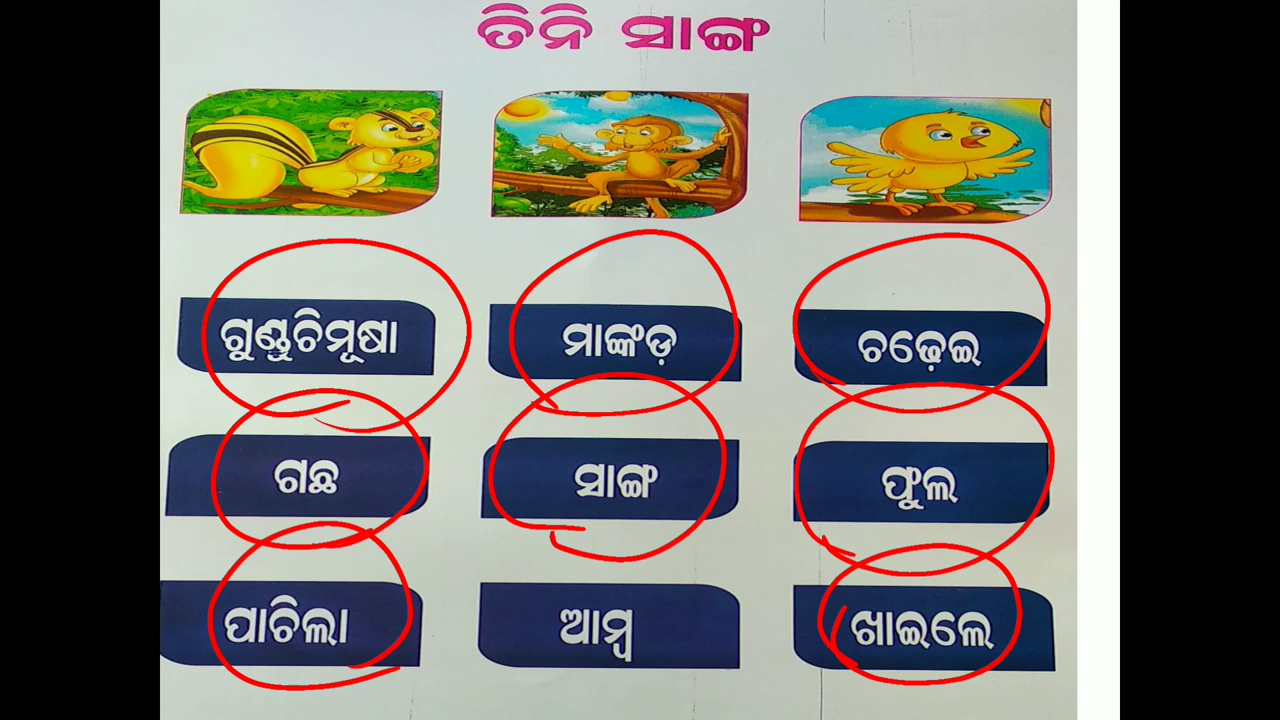 ତିନି ସାଙ୍ଗ
ଗୁଣ୍ଡୁଚିମୂଷା ମାଙ୍କଡ଼ ଚଢ଼େଇ
ଗଛ ସାଙ୍ଗ ଫୁଲ
ପାଚିଲା ଆମ୍ବ ଖାଇଲେ